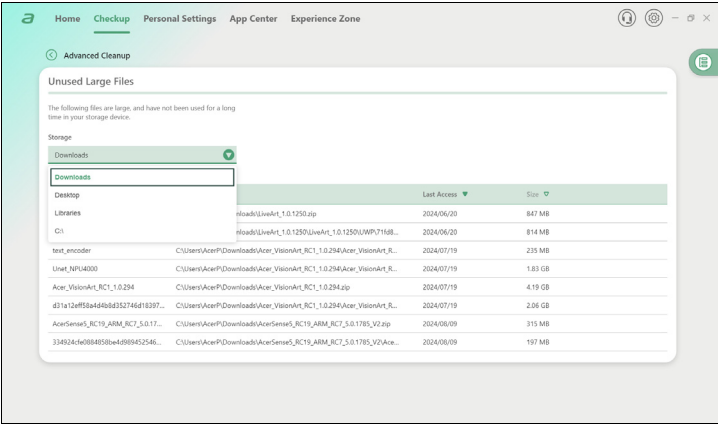 a Home Checkup Personal Settings App Center Experience Zone
Advanced Cleanup
Unused Large Files
The following files are large, and have not been used for a long
time in your storage device.
Storage
Downloads
Downloads
Desktop
Libraries
C:\
Last Access Size
nloads\LiveArt_1.0.1250.zip 2024/06/20 847 MB
nloads\LiveArt_1.0.1250\LiveArt_1.0.1250\UWP\71fd8... 2024/06/20 814 MB
text_encoder C:\Users\AcerP\Downloads\Acer_VisionArt_RC1_1.0.294\Acer_VisionArt_R... 2024/07/19 235 MB
Unet_NPU4000 C:\Users\AcerP\Downloads\Acer_VisionArt_RC1_1.0.294\Acer_VisionArt_R... 2024/07/19 1.83 GB
Acer_VisionArt_RC1_1.0.294 C:\Users\AcerP\Downloads\Acer_VisionArt_RC1_1.0.294.zip 2024/07/19 4.19 GB
d31a12eff58a4d4b8d352746d18397... C:\Users\AcerP\Downloads\Acer_VisionArt_RC1_1.0.294\Acer_VisionArt_R... 2024/07/19 2.06 GB
AcerSense5_RC19_ARM_RC7_5.0.17... C:\Users\AcerP\Downloads\AcerSense5_RC19_ARM_RC7_5.0.1785_V2.zip 2024/08/09 315 MB
334924cfe0884858be4d989452546... C:\Users\AcerP\Downloads\AcerSense5_RC19_ARM_RC7_5.0.1785_V2\Ace... 2024/08/09 197 MB